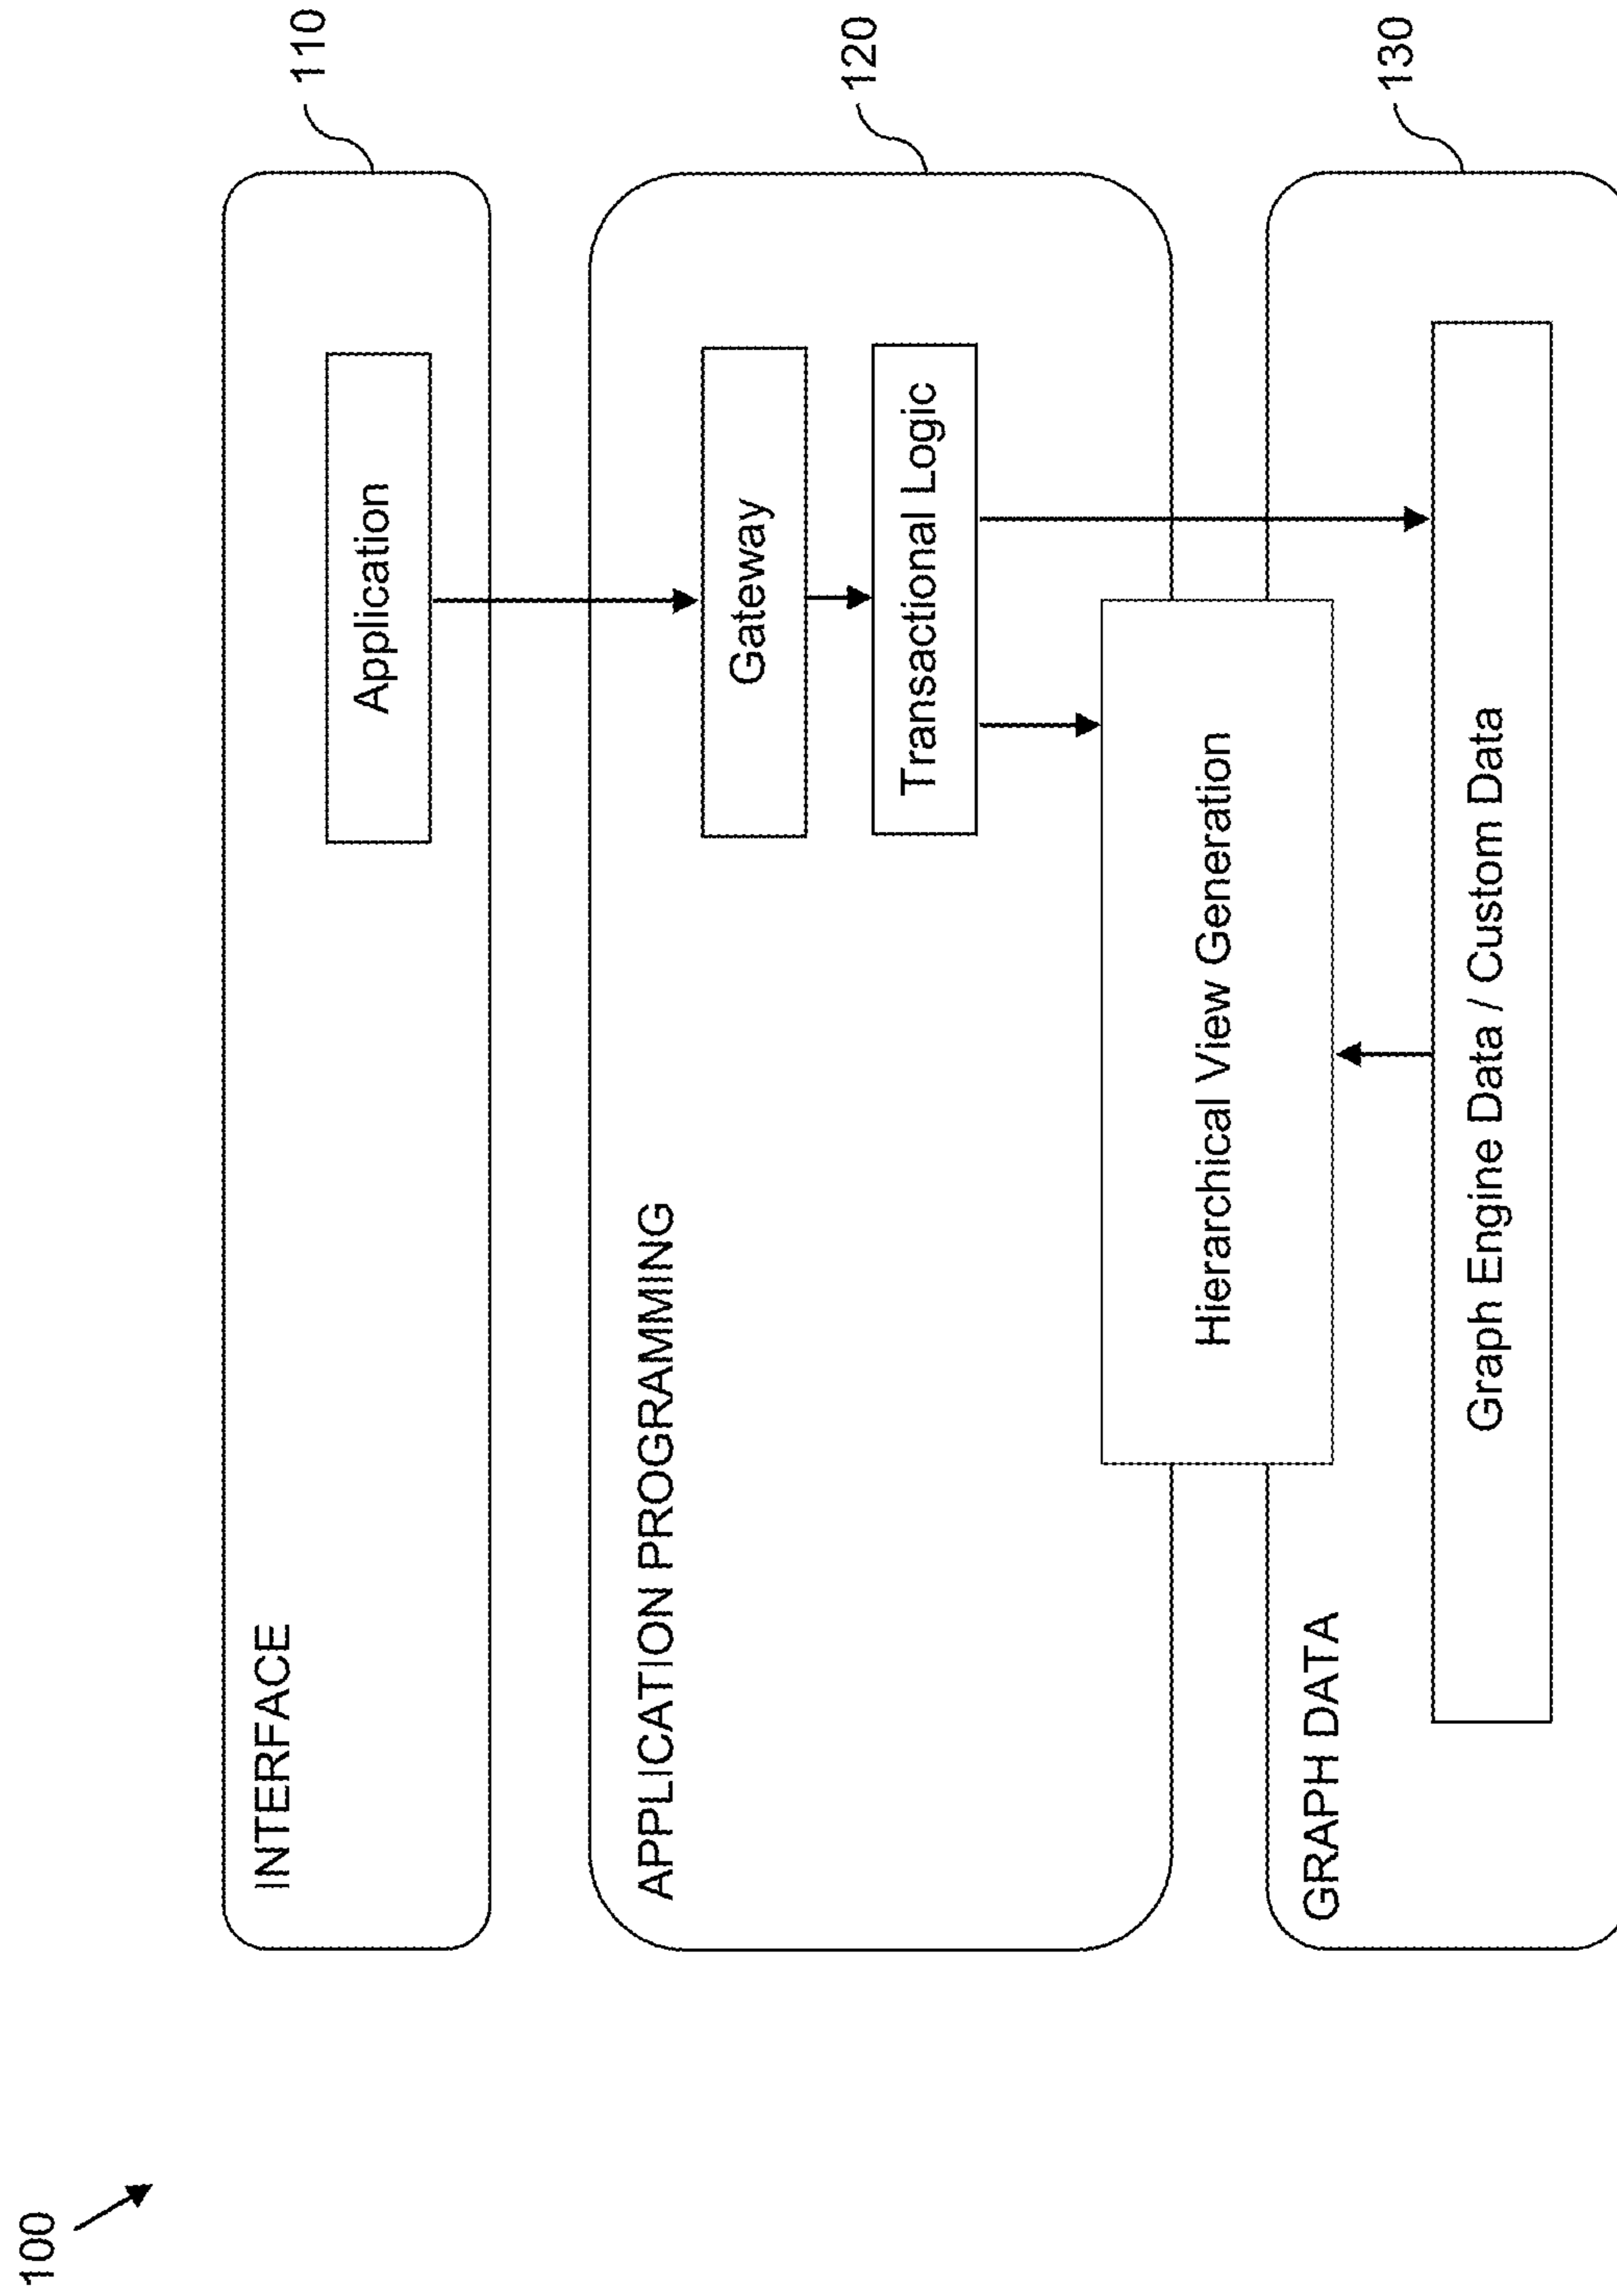 100
INTERFACE
110
Application
APPLICATION PROGRAMMING
120
Gateway
Transactional Logic
Hierarchical View Generation
GRAPH DATA
130
Graph Engine Data / Custom Data